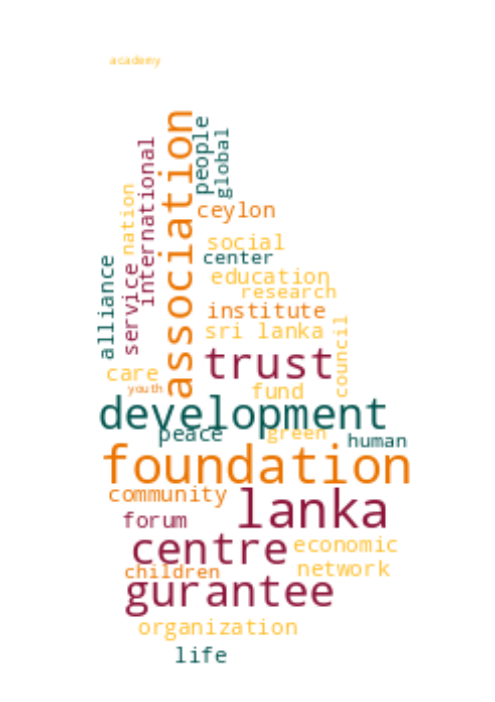 academy
association
people
global
international
nation
ceylon
social
center
alliance
service
education
research
institute
sri lanka
council
trust
care
youth
fund
development
peace
green
human
foundation
community
lanka
forum
centre
economic
children
network
gurantee
organization
life